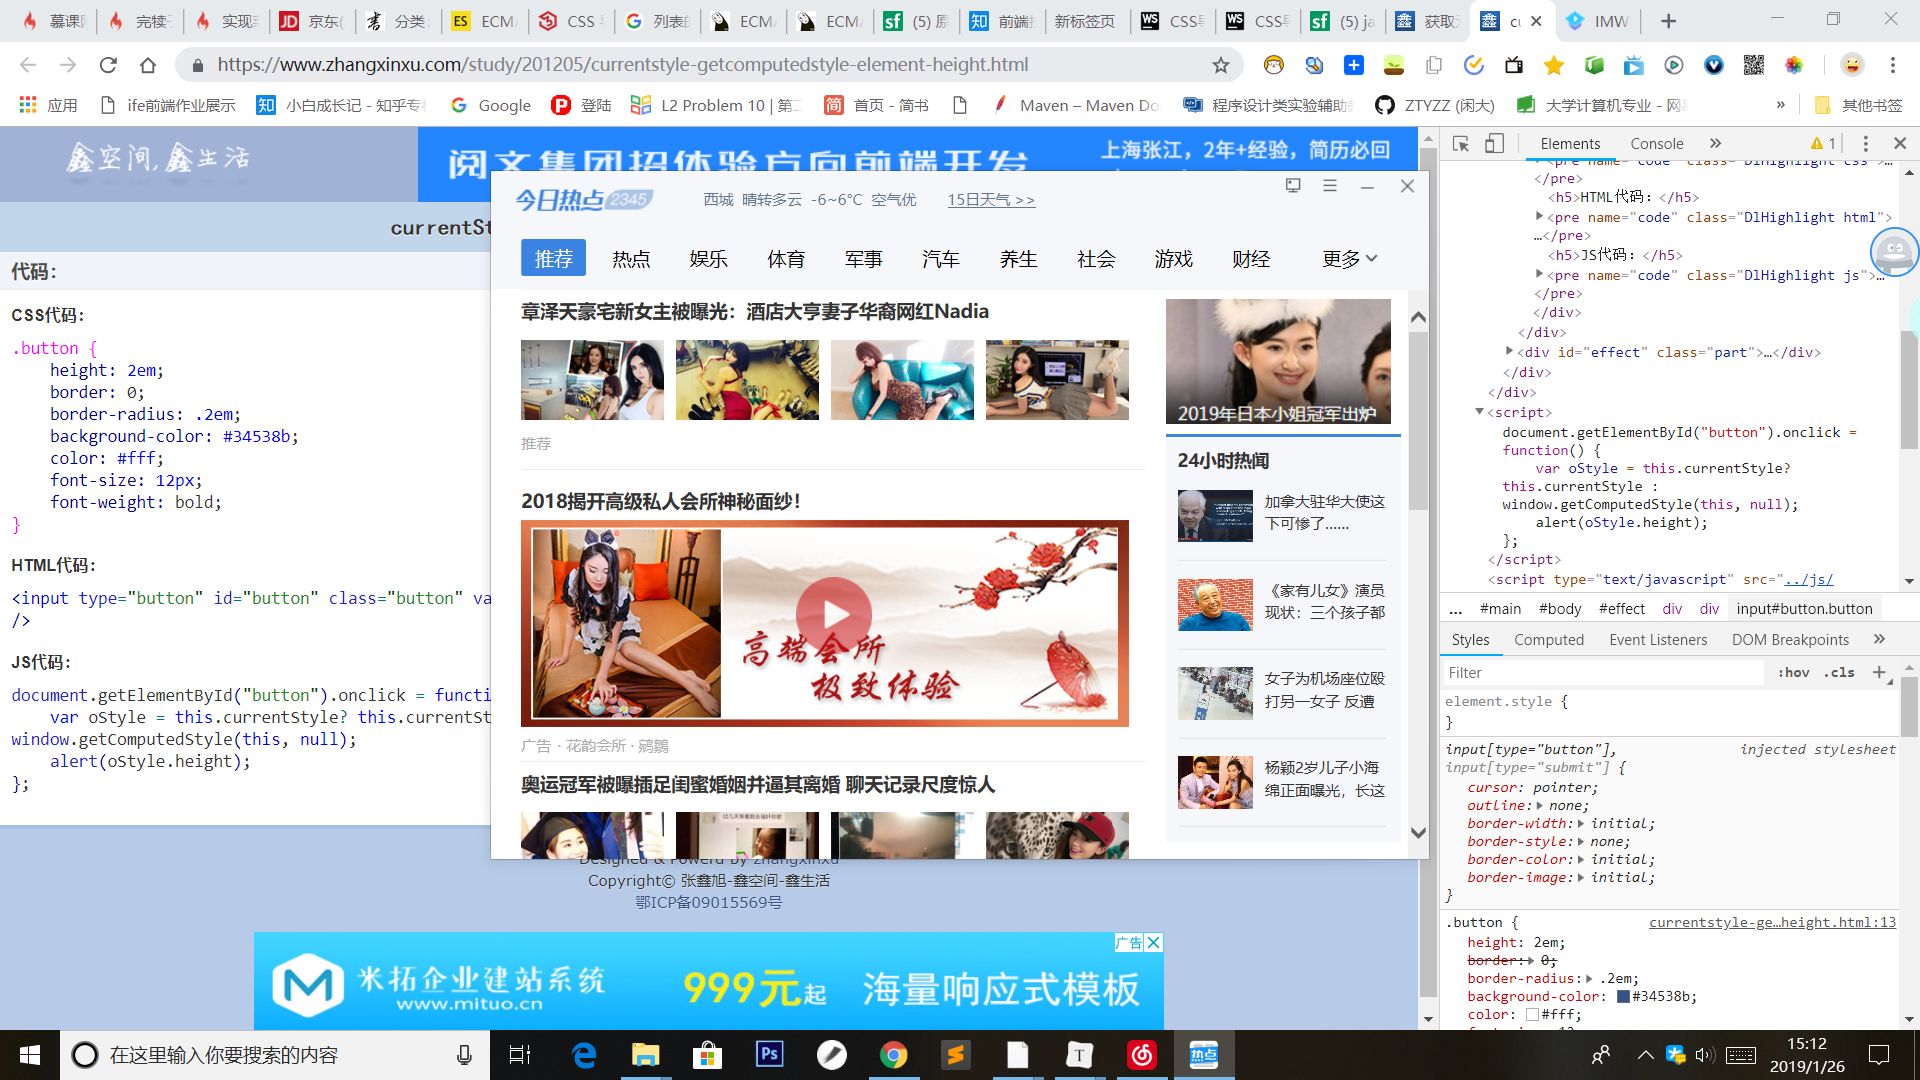 慕课网
完犊子
实现来
京东(
分类:
ECMA
CSS
列表的
ECMA
ECMA
(5) 原
前端扌
新标签页
CSS
CSS
(5) ja
获取元
cu
IMW
https://www.zhangxinxu.com/study/201205/currentstyle-getcomputedstyle-element-height.html
应用
ife前端作业展示
小白成长记 - 知乎专栏
Google
登陆
L2 Problem 10 | 第二
首页 - 简书
Maven – Maven Do
程序设计类实验辅助
ZTYZZ (闲大)
大学计算机专业 - 网
»
其他书签
鑫空间,鑫生活
阅文集团招体验方向前端开发
上海张江，2年+经验，简历必回
currentSt
代码：
CSS代码：
.button {
height: 2em;
border: 0;
border-radius: .2em;
background-color: #34538b;
color: #fff;
font-size: 12px;
font-weight: bold;
}
HTML代码：
<input type="button" id="button" class="button" va
/>
JS代码：
document.getElementById("button").onclick = functi
var oStyle = this.currentStyle? this.currentSt
window.getComputedStyle(this, null);
alert(oStyle.height);
};
今日热点 2345
西城 晴转多云 -6~6°C 空气优 15日天气 >>
推荐 热点 娱乐 体育 军事 汽车 养生 社会 游戏 财经 更多
章泽天豪宅新女主被曝光：酒店大亨妻子华裔网红Nadia
推荐
2018揭开高级私人会所神秘面纱！
高端会所
极致体验
广告 · 花韵会所 · 鹓鶵
奥运冠军被曝插足闺蜜婚姻并逼其离婚 聊天记录尺度惊人
2019年日本小姐冠军出炉
24小时热闻
加拿大驻华大使这
下可惨了......
《家有儿女》演员
现状：三个孩子都
女子为机场座位殴
打另一女子 反遭
杨颖2岁儿子小海
绵正面曝光，长这
Designed & Powerd by zhangxinxu
Copyright© 张鑫旭-鑫空间-鑫生活
鄂ICP备09015569号
广告
米拓企业建站系统
www.mituo.cn
999元起
海量响应式模板
Elements Console » 1
<pre name="code" class="DlHighlight css">…
</pre>
<h5>HTML代码：</h5>
<pre name="code" class="DlHighlight html">
…</pre>
<h5>JS代码：</h5>
<pre name="code" class="DlHighlight js">…
</pre>
</div>
</div>
<div id="effect" class="part">…</div>
</div>
</div>
<script>
document.getElementById("button").onclick =
function() {
var oStyle = this.currentStyle?
this.currentStyle :
window.getComputedStyle(this, null);
alert(oStyle.height);
};
</script>
<script type="text/javascript" src="../js/
... #main #body #effect div div input#button.button
Styles Computed Event Listeners DOM Breakpoints »
Filter :hov .cls +
element.style {
}
input[type="button"], injected stylesheet
input[type="submit"] {
cursor: pointer;
outline: none;
border-width: initial;
border-style: none;
border-color: initial;
border-image: initial;
}
.button { currentstyle-ge…height.html:13
height: 2em;
border: 0;
border-radius: .2em;
background-color: #34538b;
color: #fff;
在这里输入你要搜索的内容
热点
15:12
2019/1/26